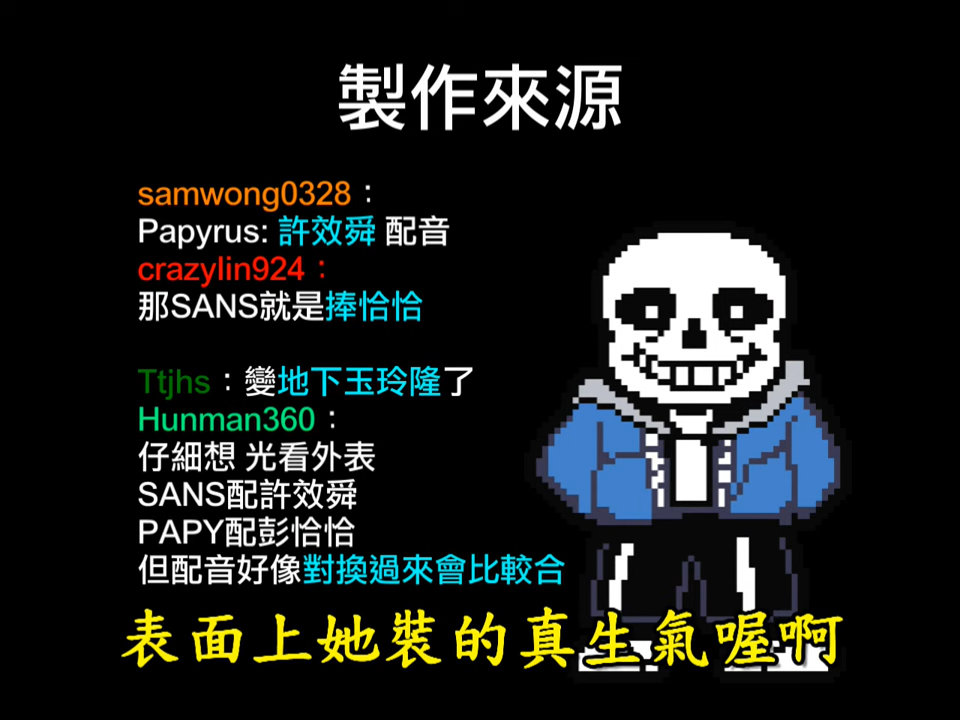 製作來源
samwong0328：
Papyrus: 許效舜 配音
crazylin924：
那SANS就是捧恰恰
Ttjhs：變地下玉玲隆了
Hunman360：
仔細想 光看外表
SANS配許效舜
PAPY配彭恰恰
但配音好像對換過來會比較合
表面上她裝的真生氣喔啊